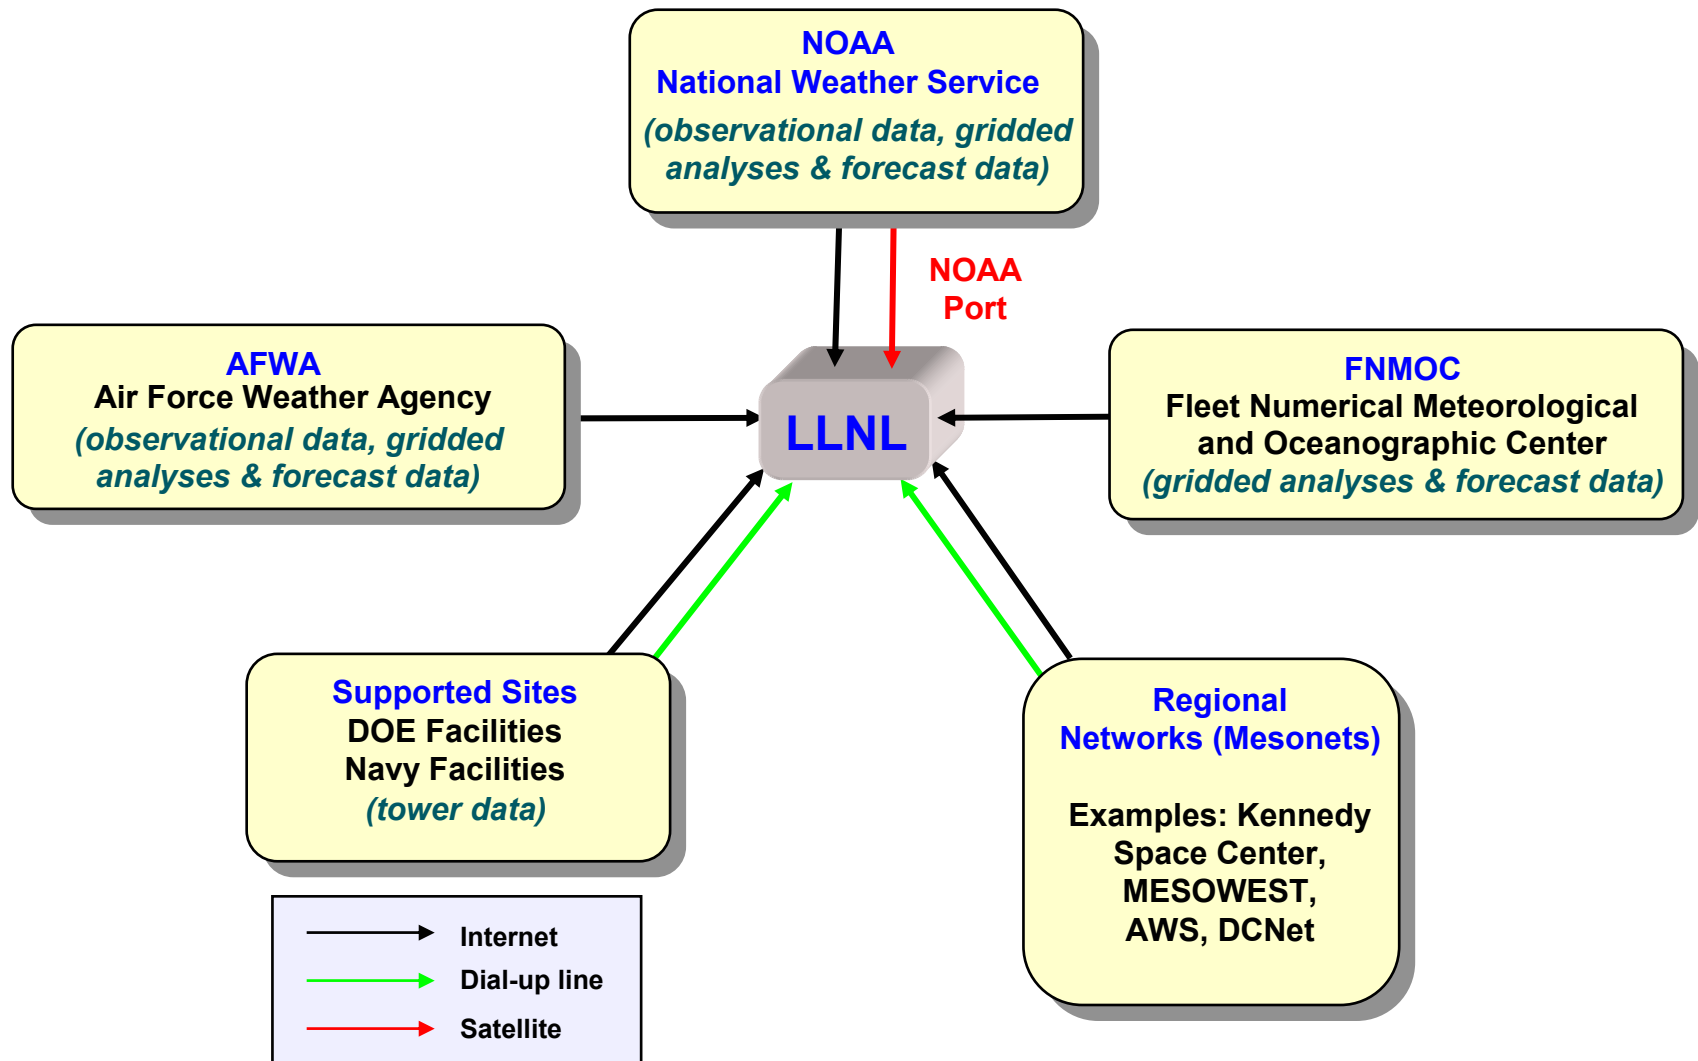 NOAA
National Weather Service
(observational data, gridded
analyses & forecast data)
NOAA
Port
AFWA
Air Force Weather Agency
(observational data, gridded
analyses & forecast data)
LLNL
FNMOC
Fleet Numerical Meteorological
and Oceanographic Center
(gridded analyses & forecast data)
Supported Sites
DOE Facilities
Navy Facilities
(tower data)
Regional
Networks (Mesonets)
Examples: Kennedy
Space Center,
MESOWEST,
AWS, DCNet
Internet
Dial-up line
Satellite